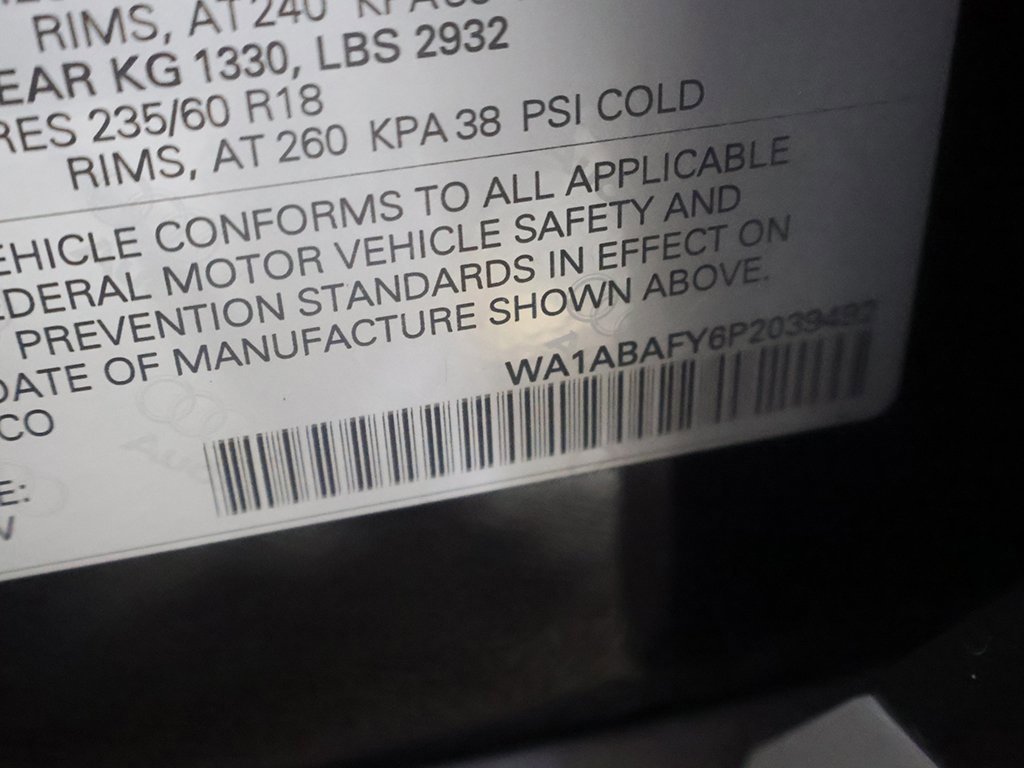 RIMS, AT 240 KPA
EAR KG 1330, LBS 2932
RES 235/60 R18
RIMS, AT 260 KPA 38 PSI COLD
EHICLE CONFORMS TO ALL APPLICABLE
EDERAL MOTOR VEHICLE SAFETY AND
PREVENTION STANDARDS IN EFFECT ON
DATE OF MANUFACTURE SHOWN ABOVE.
WA1ABAFY6P2039492
CO
E: